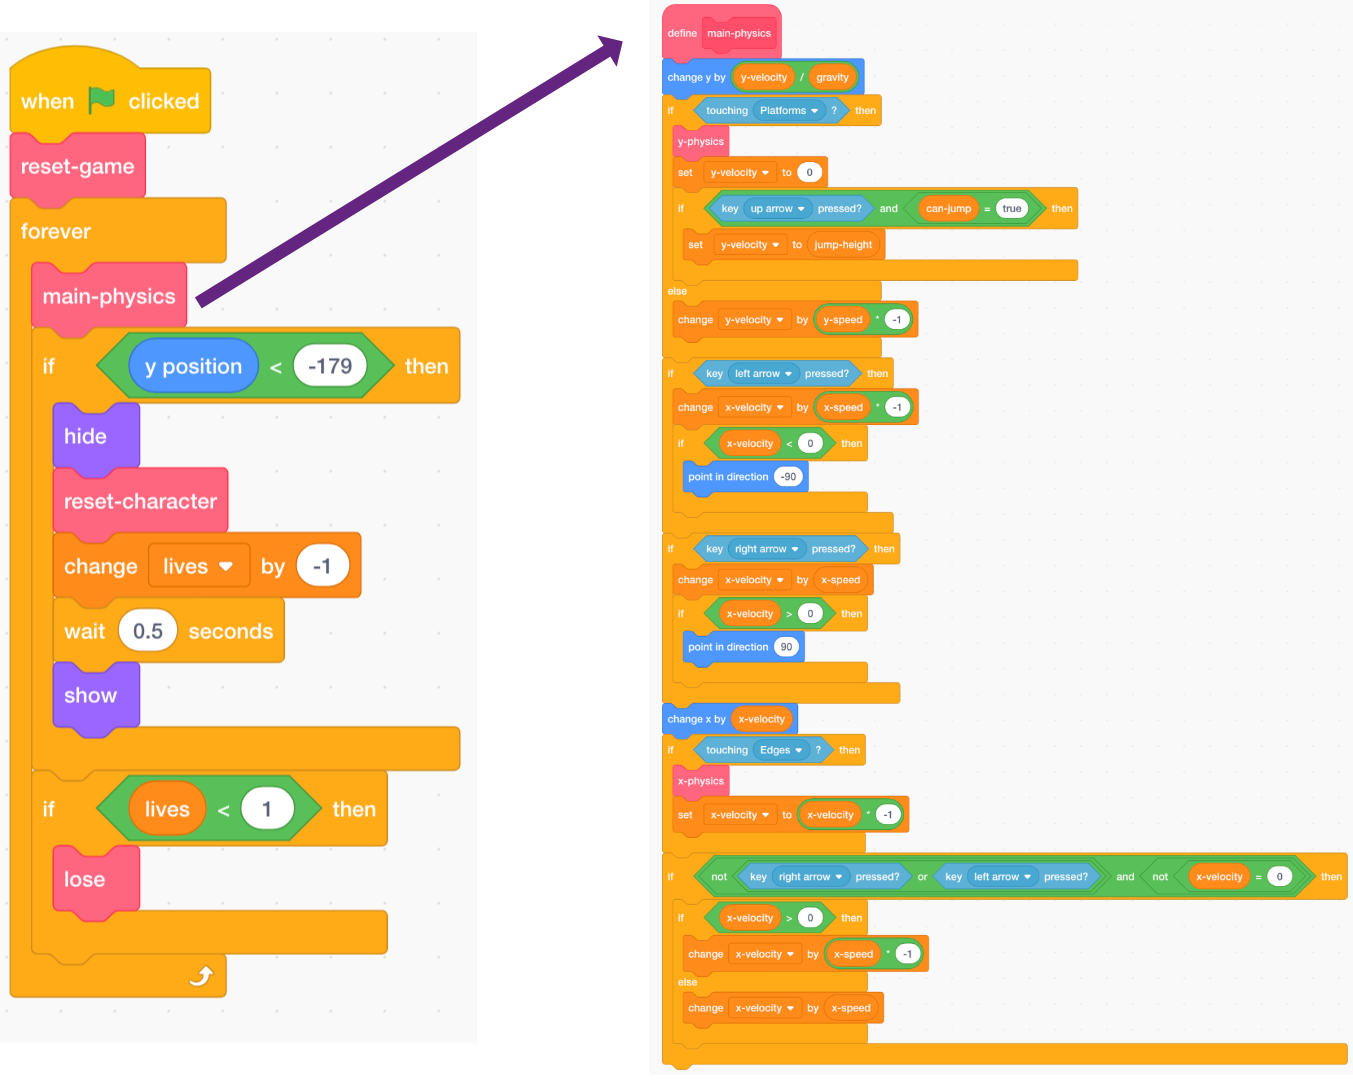 when clicked
reset-game
forever
main-physics
if y position < -179 then
hide
reset-character
change lives by -1
wait 0.5 seconds
show
if lives < 1 then
lose
define main-physics
change y by y-velocity / gravity
if touching Platforms ? then
y-physics
set y-velocity to 0
if key up arrow pressed? and can-jump = true then
set y-velocity to jump-height
else
change y-velocity by y-speed * -1
if key left arrow pressed? then
change x-velocity by x-speed * -1
if x-velocity < 0 then
point in direction -90
if key right arrow pressed? then
change x-velocity by x-speed
if x-velocity > 0 then
point in direction 90
change x by x-velocity
if touching Edges ? then
x-physics
set x-velocity to x-velocity * -1
if not key right arrow pressed? or key left arrow pressed? and not x-velocity = 0 then
if x-velocity > 0 then
change x-velocity by x-speed * -1
else
change x-velocity by x-speed